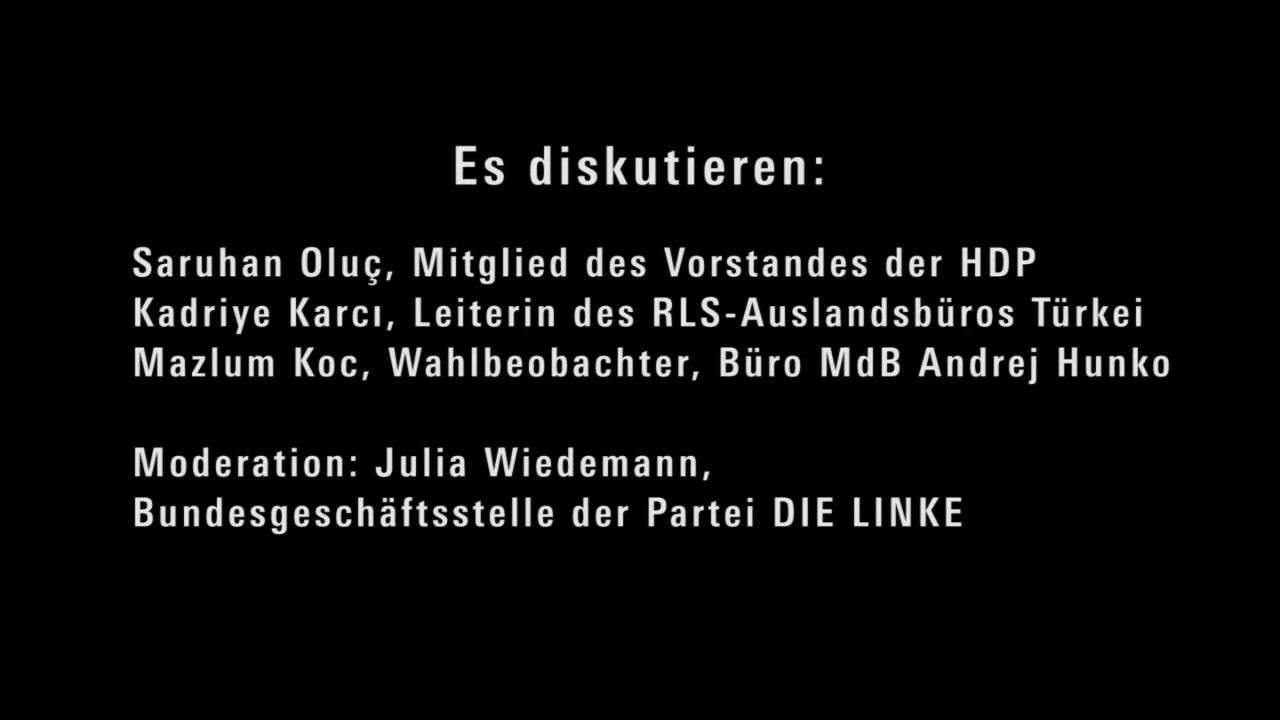 Es diskutieren:
Saruhan Oluç, Mitglied des Vorstandes der HDP
Kadriye Karcı, Leiterin des RLS-Auslandsbüros Türkei
Mazlum Koc, Wahlbeobachter, Büro MdB Andrej Hunko
Moderation: Julia Wiedemann,
Bundesgeschäftsstelle der Partei DIE LINKE